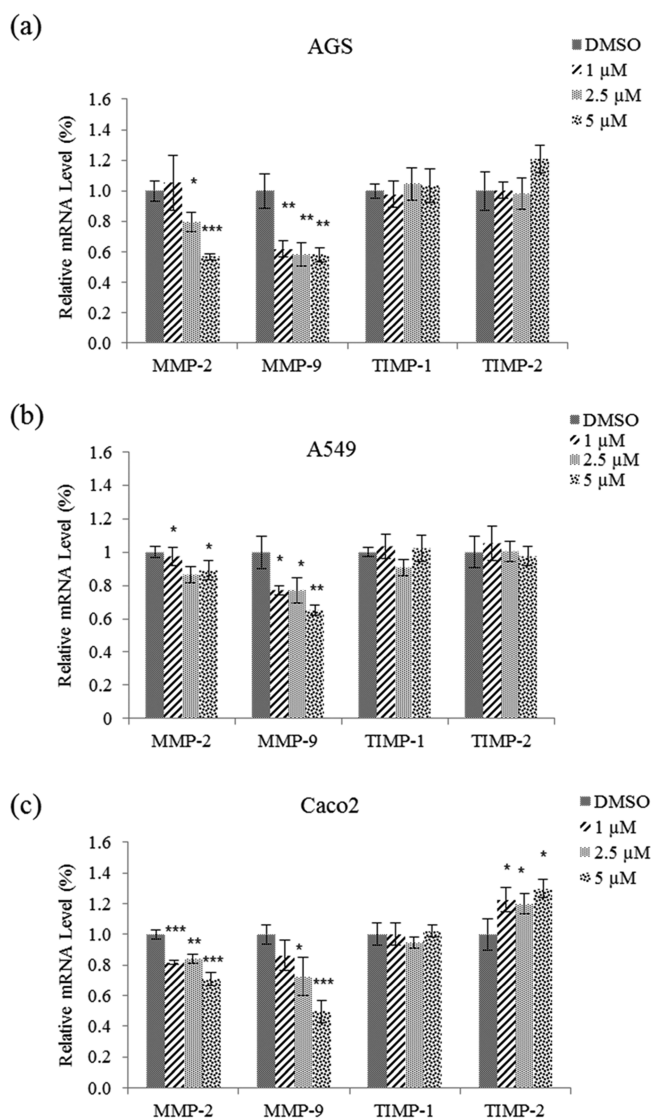 (a)
AGS
DMSO
1 µM
2.5 µM
5 µM
Relative mRNA Level (%)
1.6
1.4
1.2
1.0
0.8
0.6
0.4
0.2
0.0
* *** ** ** **
MMP-2 MMP-9 TIMP-1 TIMP-2
(b)
A549
DMSO
1 µM
2.5 µM
5 µM
Relative mRNA Level (%)
1.6
1.4
1.2
1
0.8
0.6
0.4
0.2
0
* * * * **
MMP-2 MMP-9 TIMP-1 TIMP-2
(c)
Caco2
DMSO
1 µM
2.5 µM
5 µM
Relative mRNA Level (%)
1.6
1.4
1.2
1.0
0.8
0.6
0.4
0.2
0.0
*** ** *** * *** * * *
MMP-2 MMP-9 TIMP-1 TIMP-2